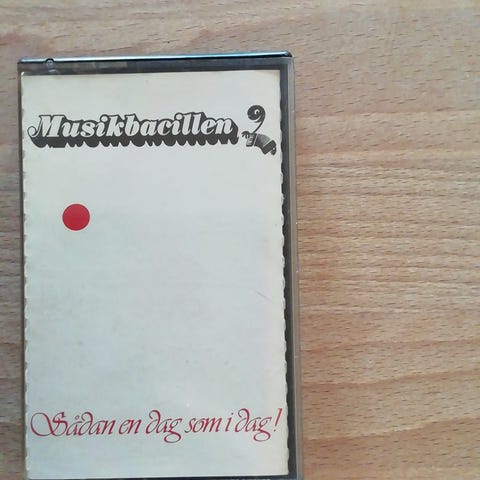 Musikbacillen
Sådan en dag som i dag!